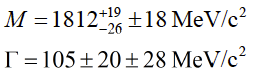 M = 1812⁺¹⁹₋₂₆ ± 18 MeV/c²
Γ = 105 ± 20 ± 28 MeV/c²